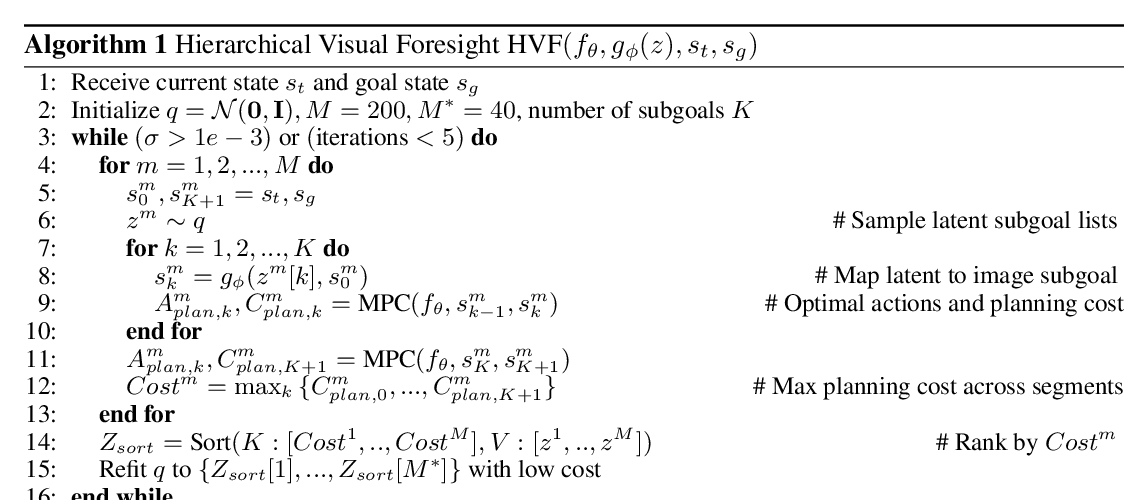 Algorithm 1 Hierarchical Visual Foresight HVF($f_\theta, g_\phi(z), s_t, s_g$)
1: Receive current state $s_t$ and goal state $s_g$
2: Initialize $q = \mathcal{N}(\mathbf{0}, \mathbf{I})$, $M = 200$, $M^* = 40$, number of subgoals $K$
3: while ($\sigma > 1e - 3$) or (iterations $< 5$) do
4: for $m = 1, 2, ..., M$ do
5: $s_0^m, s_{K+1}^m = s_t, s_g$
6: $z^m \sim q$ # Sample latent subgoal lists
7: for $k = 1, 2, ..., K$ do
8: $s_k^m = g_\phi(z^m[k], s_0^m)$ # Map latent to image subgoal
9: $A_{plan,k}^m, C_{plan,k}^m = $ MPC($f_\theta, s_{k-1}^m, s_k^m$) # Optimal actions and planning cost
10: end for
11: $A_{plan,k}^m, C_{plan,K+1}^m = $ MPC($f_\theta, s_K^m, s_{K+1}^m$)
12: $Cost^m = \max_k \{C_{plan,0}^m, ..., C_{plan,K+1}^m\}$ # Max planning cost across segments
13: end for
14: $Z_{sort} = $ Sort($K : [Cost^1, .., Cost^M], V : [z^1, .., z^M]$) # Rank by $Cost^m$
15: Refit $q$ to $\{Z_{sort}[1], ..., Z_{sort}[M^*]\}$ with low cost
16: end while